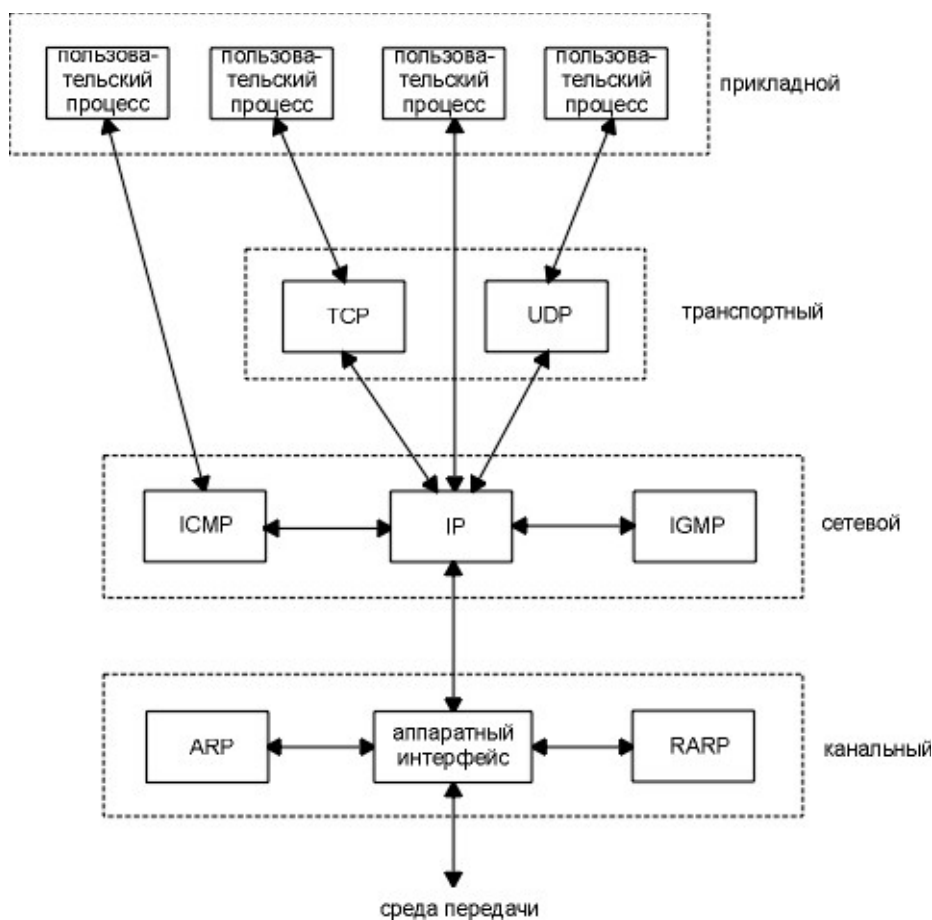 пользова-
тельский
процесс
пользова-
тельский
процесс
пользова-
тельский
процесс
пользова-
тельский
процесс
прикладной
TCP
UDP
транспортный
ICMP
IP
IGMP
сетевой
ARP
аппаратный
интерфейс
RARP
канальный
среда передачи